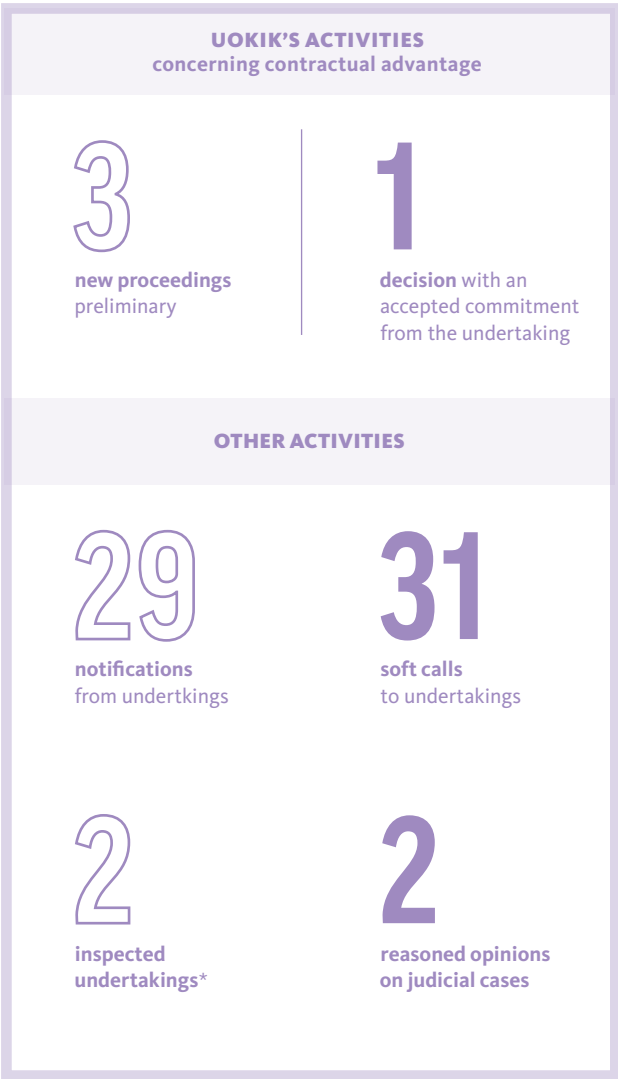 UOKIK'S ACTIVITIES
concerning contractual advantage
3
new proceedings
preliminary
1
decision with an
accepted commitment
from the undertaking
OTHER ACTIVITIES
29
notifications
from undertkings
31
soft calls
to undertakings
2
inspected
undertakings*
2
reasoned opinions
on judicial cases